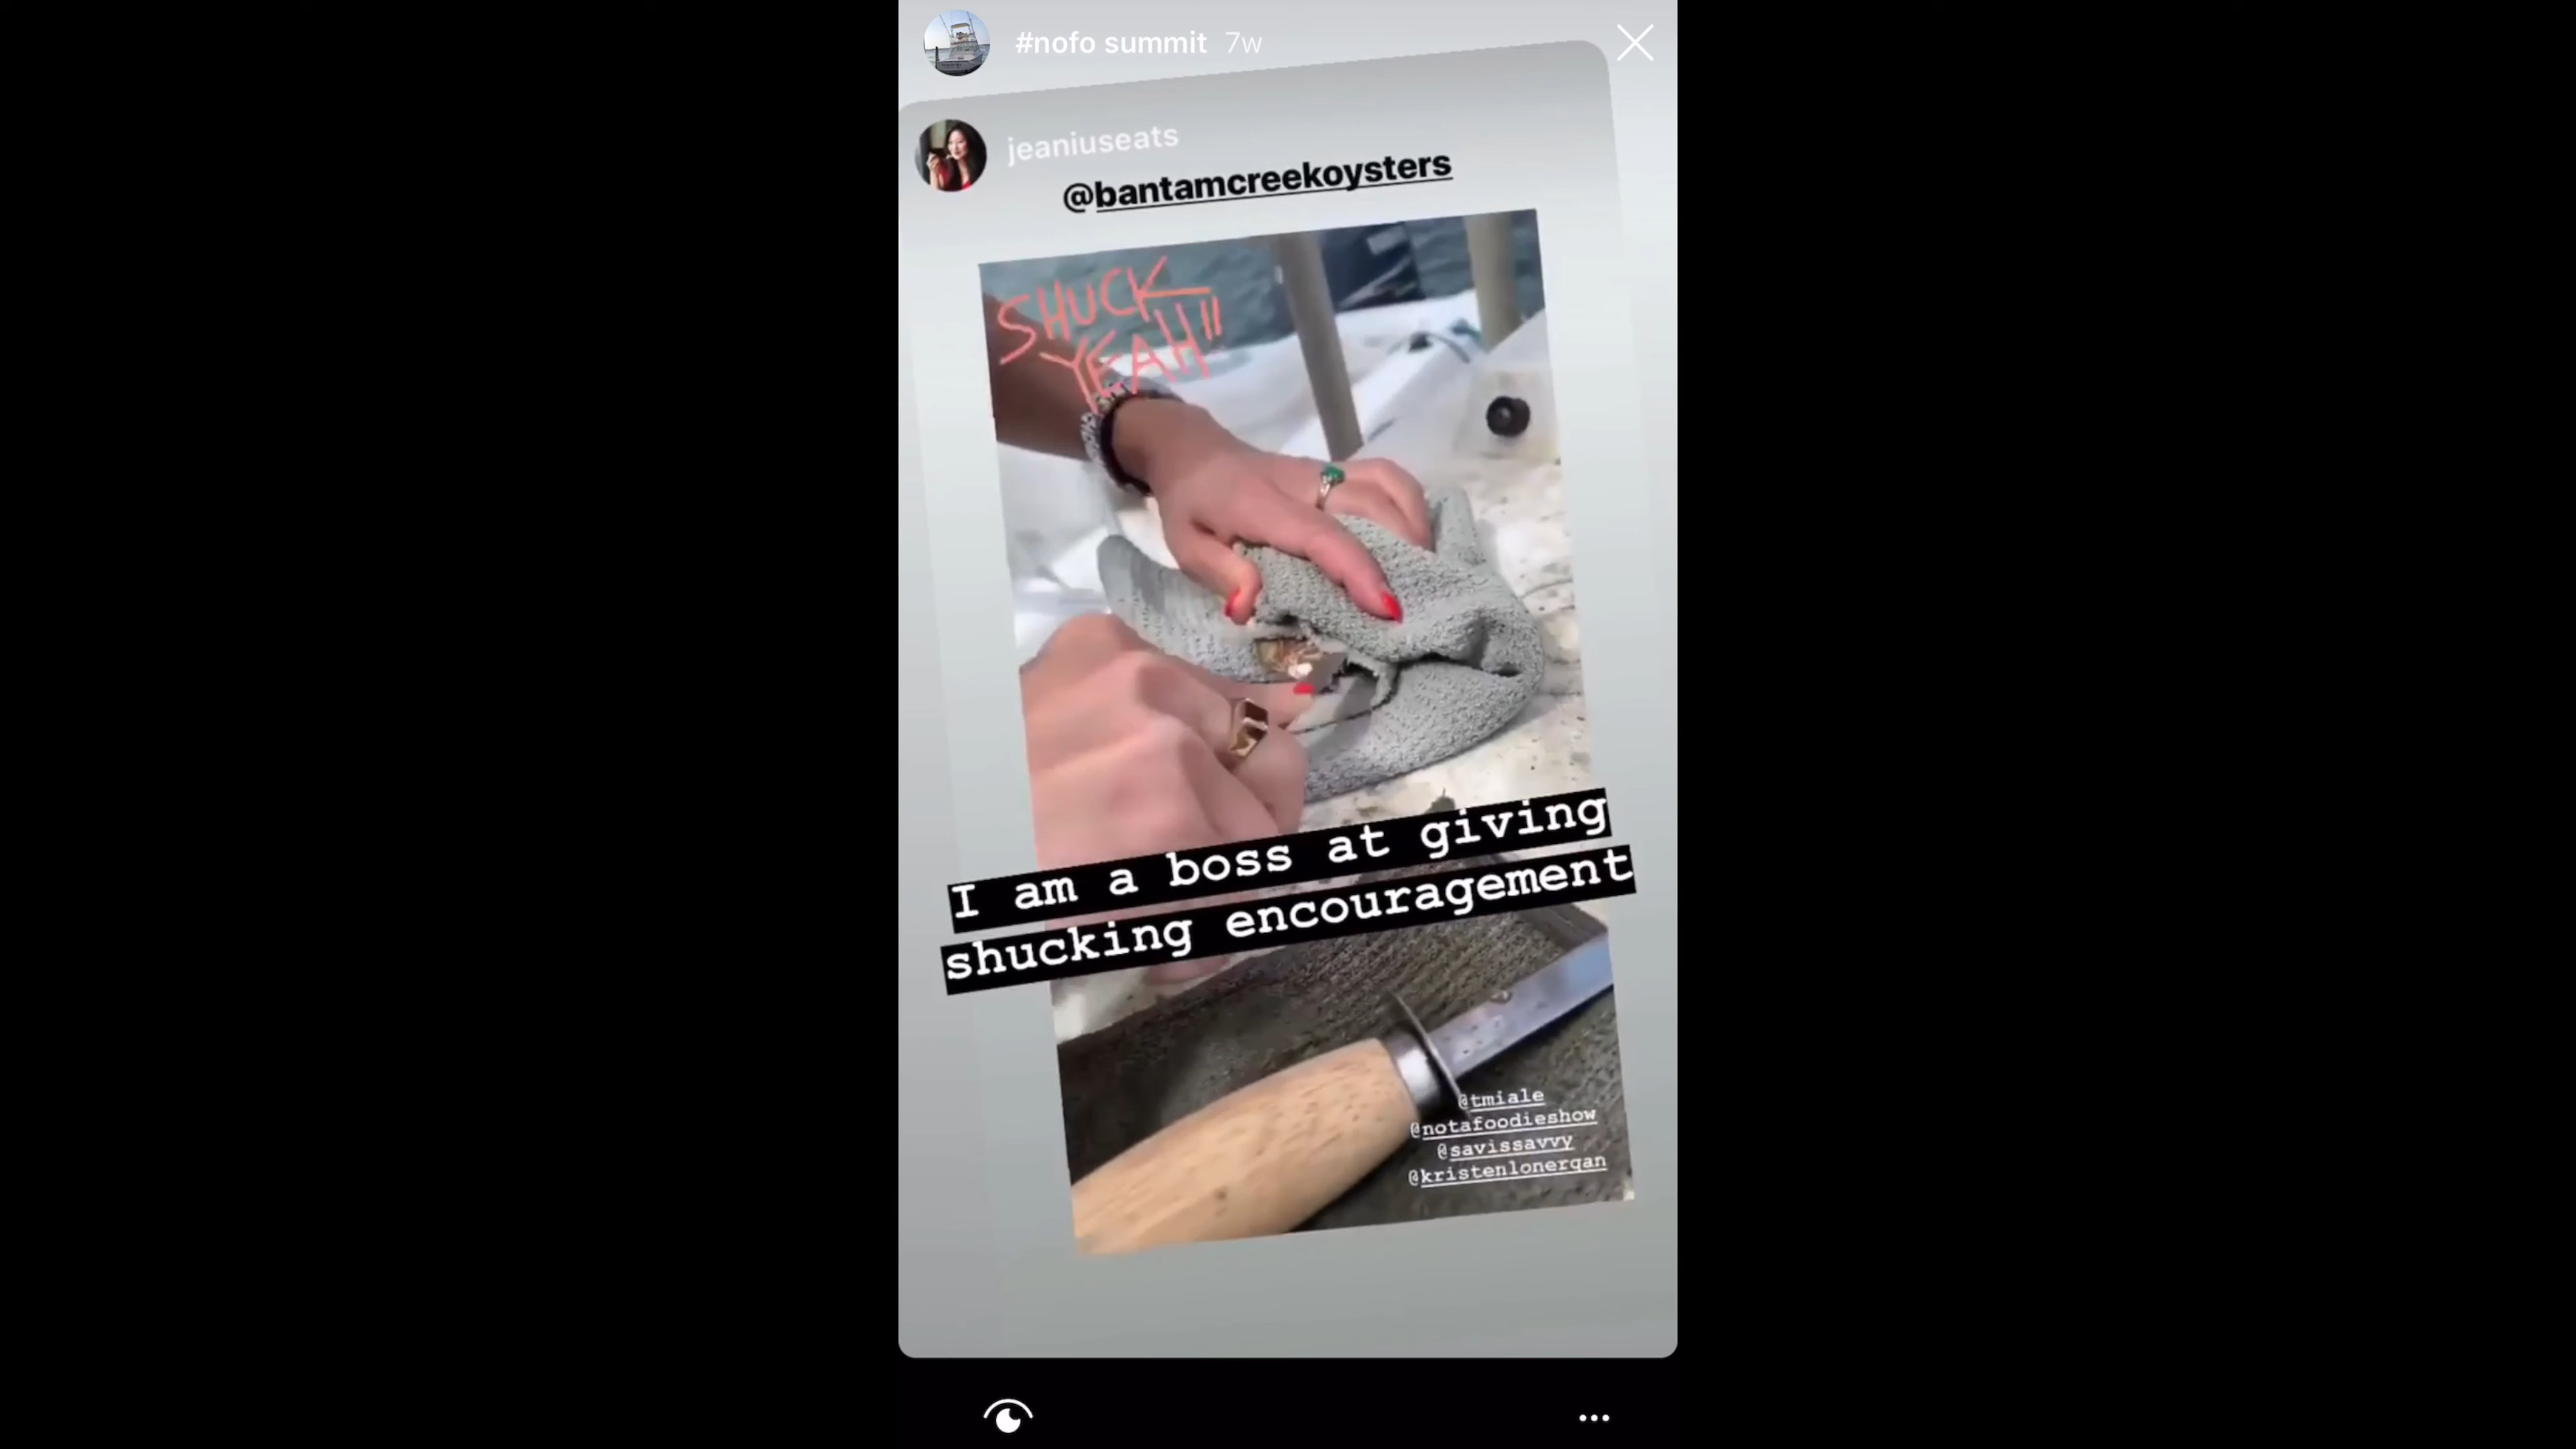 #nofo summit 7w
jeaniuseats
@bantamcreekoysters
SHUCK
YEAH!!
I am a boss at giving
shucking encouragement
@tmiale
@notafoodieshow
@savissavvy
@kristenlonergan